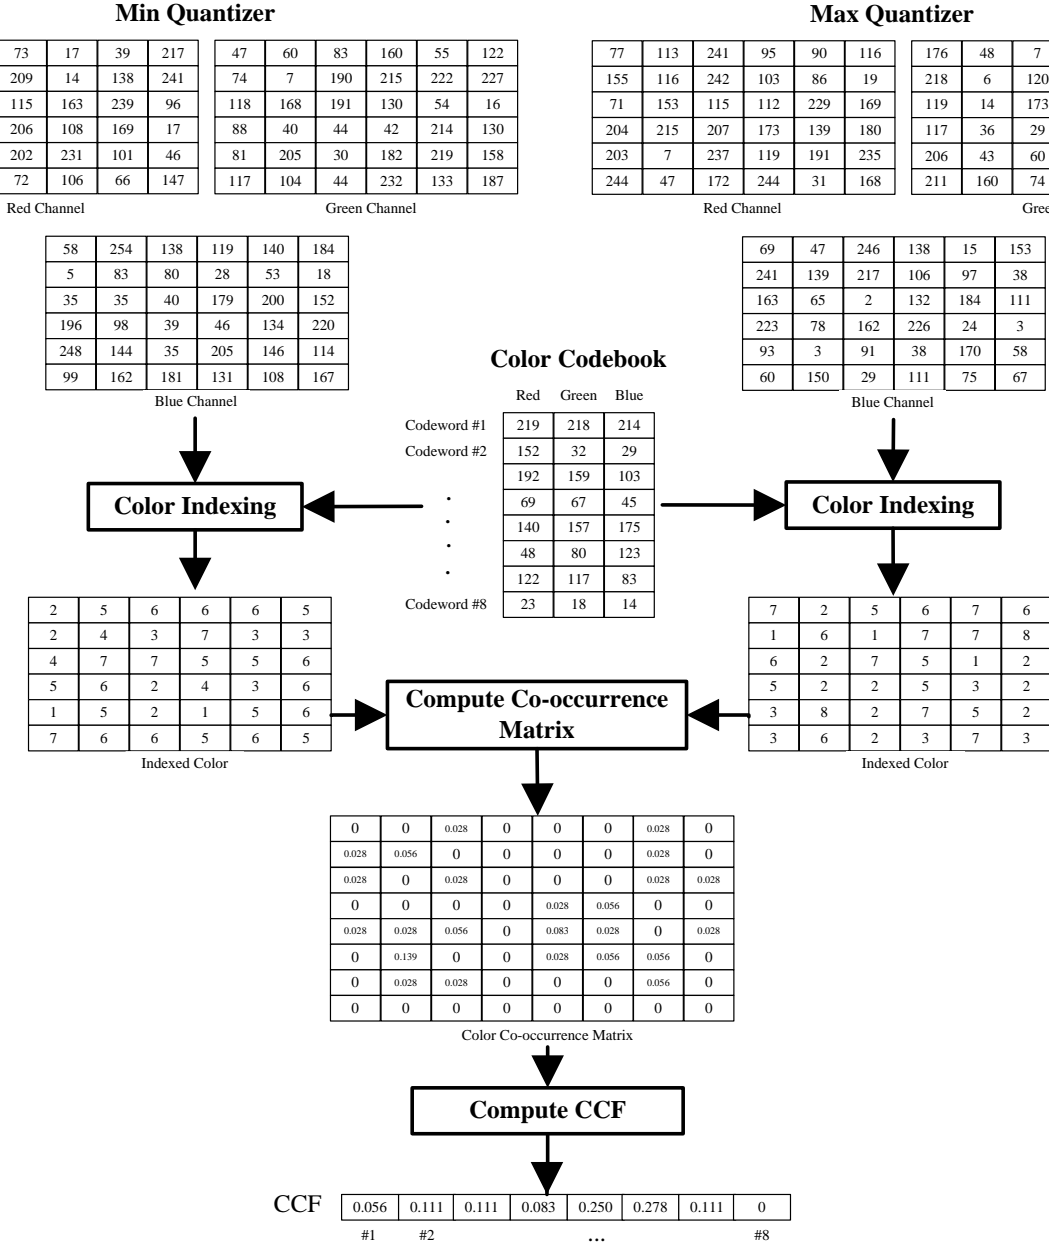 Min Quantizer
73 17 39 217
209 14 138 241
115 163 239 96
206 108 169 17
202 231 101 46
72 106 66 147
Red Channel
47 60 83 160 55 122
74 7 190 215 222 227
118 168 191 130 54 16
88 40 44 42 214 130
81 205 30 182 219 158
117 104 44 232 133 187
Green Channel
58 254 138 119 140 184
5 83 80 28 53 18
35 35 40 179 200 152
196 98 39 46 134 220
248 144 35 205 146 114
99 162 181 131 108 167
Blue Channel
Max Quantizer
77 113 241 95 90 116
155 116 242 103 86 19
71 153 115 112 229 169
204 215 207 173 139 180
203 7 237 119 191 235
244 47 172 244 31 168
Red Channel
176 48 7
218 6 120
119 14 173
117 36 29
206 43 60
211 160 74
Gree
69 47 246 138 15 153
241 139 217 106 97 38
163 65 2 132 184 111
223 78 162 226 24 3
93 3 91 38 170 58
60 150 29 111 75 67
Blue Channel
Color Codebook
Red Green Blue
Codeword #1 219 218 214
Codeword #2 152 32 29
192 159 103
. 69 67 45
. 140 157 175
. 48 80 123
. 122 117 83
Codeword #8 23 18 14
Color Indexing
Color Indexing
2 5 6 6 6 5
2 4 3 7 3 3
4 7 7 5 5 6
5 6 2 4 3 6
1 5 2 1 5 6
7 6 6 5 6 5
Indexed Color
7 2 5 6 7 6
1 6 1 7 7 8
6 2 7 5 1 2
5 2 2 5 3 2
3 8 2 7 5 2
3 6 2 3 7 3
Indexed Color
Compute Co-occurrence
Matrix
0 0 0.028 0 0 0 0.028 0
0.028 0.056 0 0 0 0 0.028 0
0.028 0 0.028 0 0 0 0.028 0.028
0 0 0 0 0.028 0.056 0 0
0.028 0.028 0.056 0 0.083 0.028 0 0.028
0 0.139 0 0 0.028 0.056 0.056 0
0 0.028 0.028 0 0 0 0.056 0
0 0 0 0 0 0 0 0
Color Co-occurrence Matrix
Compute CCF
CCF 0.056 0.111 0.111 0.083 0.250 0.278 0.111 0
#1 #2 ... #8